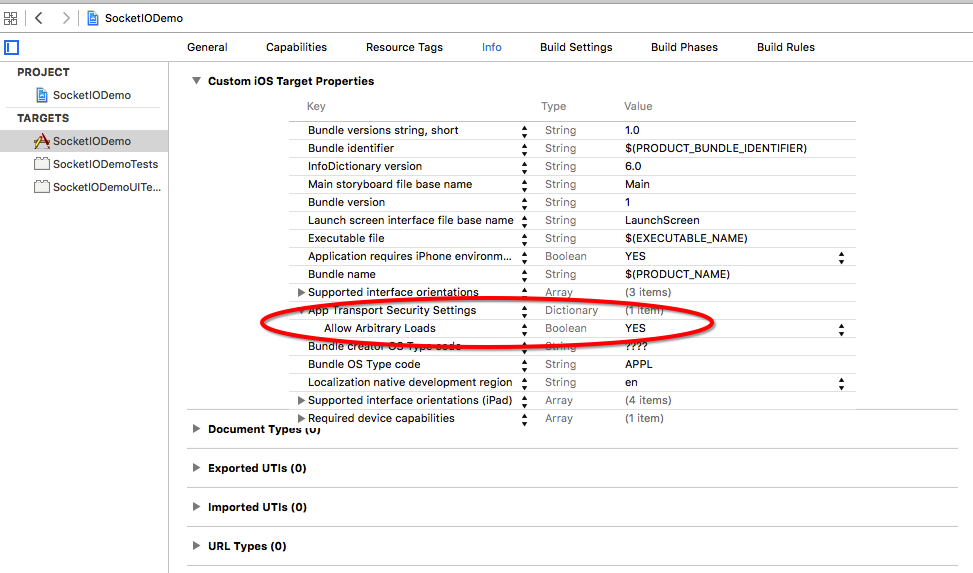 SocketIODemo
General Capabilities Resource Tags Info Build Settings Build Phases Build Rules
PROJECT
SocketIODemo
TARGETS
SocketIODemo
SocketIODemoTests
SocketIODemoUITe...
Custom iOS Target Properties
Key Type Value
Bundle versions string, short String 1.0
Bundle identifier String $(PRODUCT_BUNDLE_IDENTIFIER)
InfoDictionary version String 6.0
Main storyboard file base name String Main
Bundle version String 1
Launch screen interface file base name String LaunchScreen
Executable file String $(EXECUTABLE_NAME)
Application requires iPhone environm... Boolean YES
Bundle name String $(PRODUCT_NAME)
Supported interface orientations Array (3 items)
App Transport Security Settings Dictionary (1 item)
Allow Arbitrary Loads Boolean YES
Bundle creator OS Type code String ????
Bundle OS Type code String APPL
Localization native development region String en
Supported interface orientations (iPad) Array (4 items)
Required device capabilities Array (1 item)
Document Types (0)
Exported UTIs (0)
Imported UTIs (0)
URL Types (0)